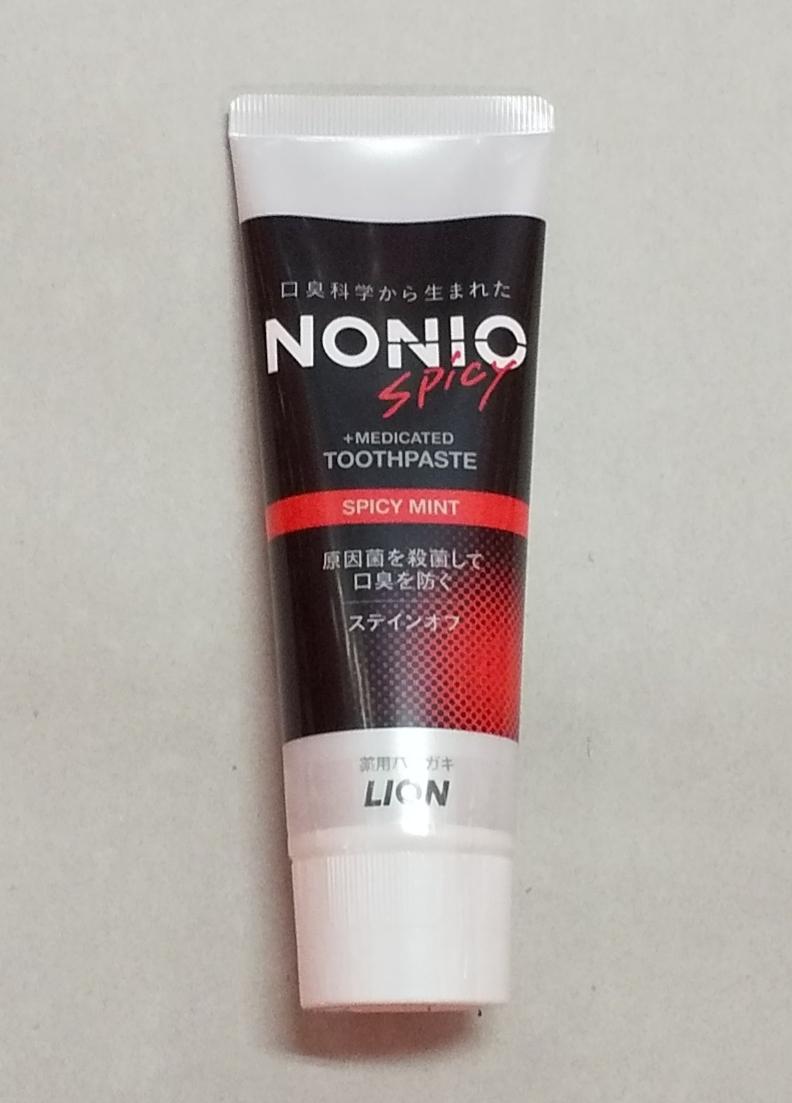 口臭科学から生まれた
NONIO
spicy
+MEDICATED
TOOTHPASTE
SPICY MINT
原因菌を殺菌して
口臭を防ぐ
ステインオフ
薬用ハミガキ
LION